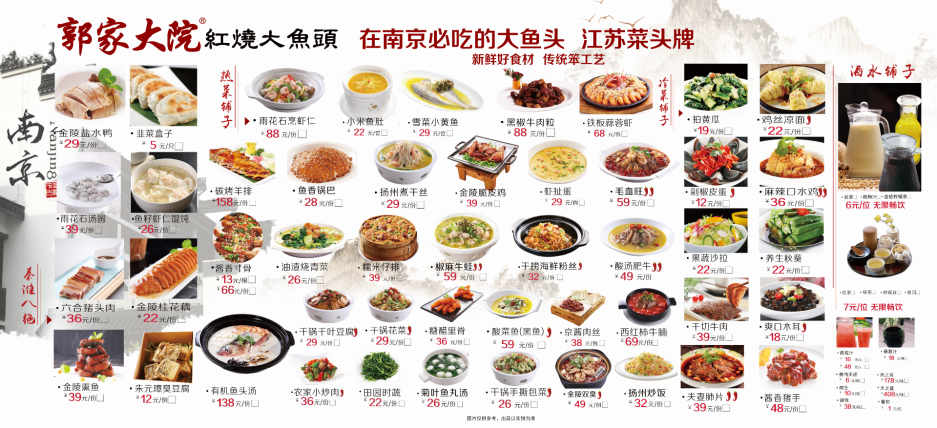 郭家大院® 紅燒大魚頭
在南京必吃的大鱼头 江苏菜头牌
新鲜好食材 传统笨工艺
南京
Nanjing
秦淮八绝
金陵盐水鸭
¥29元/份
韭菜盒子
¥5元/只
雨花石汤圆
¥39元/份
鱼籽虾仁馄饨
¥26元/份
六合猪头肉
¥36元/份
金陵桂花藕
¥22元/份
金陵熏鱼
¥39元/份
朱元璋臭豆腐
¥12元/例
热菜铺子
雨花石烹虾仁
¥88元/份
小米鱼肚
¥22元/位
雪菜小黄鱼
¥29元/位
黑椒牛肉粒
¥88元/份
铁板蒜蓉虾
¥68元/份
碳烤羊排
¥158元/份
鱼香锅巴
¥28元/份
扬州煮干丝
¥29元/份
金陵脆皮鸡
¥39元/份
虾扯蛋
¥29元/例
毛血旺
¥59元/份
酱香寸骨
¥13元/根
¥66元/份
油渣烧青菜
¥26元/份
糯米仔排
¥39元/份
椒麻牛蛙
¥59元/份
干捞海鲜粉丝
¥32元/份
酸汤肥牛
¥49元/份
有机鱼头汤
¥138元/份
干锅千叶豆腐
¥29元/例
干锅花菜
¥29元/例
糖醋里脊
¥36元/份
酸菜鱼(黑鱼)
¥59元/份
京酱肉丝
¥38元/例
西红柿牛腩
¥69元/份
农家小炒肉
¥36元/份
田园时蔬
¥22元/份
菊叶鱼丸汤
¥26元/份
干锅手撕包菜
¥26元/份
金陵双臭
¥49元/例
扬州炒饭
¥32元/份
冷菜铺子
拍黄瓜
¥19元/份
鸡丝凉面
¥22元/份
剁椒皮蛋
¥12元/份
麻辣口水鸡
¥36元/份
果蔬沙拉
¥22元/份
养生秋葵
¥22元/份
干切牛肉
¥39元/例
爽口木耳
¥18元/例
夫妻肺片
¥39元/份
酱香猪手
¥48元/份
酒水铺子
6元/位 无限畅饮
7元/位 无限畅饮
图片仅供参考,出品以实物为准